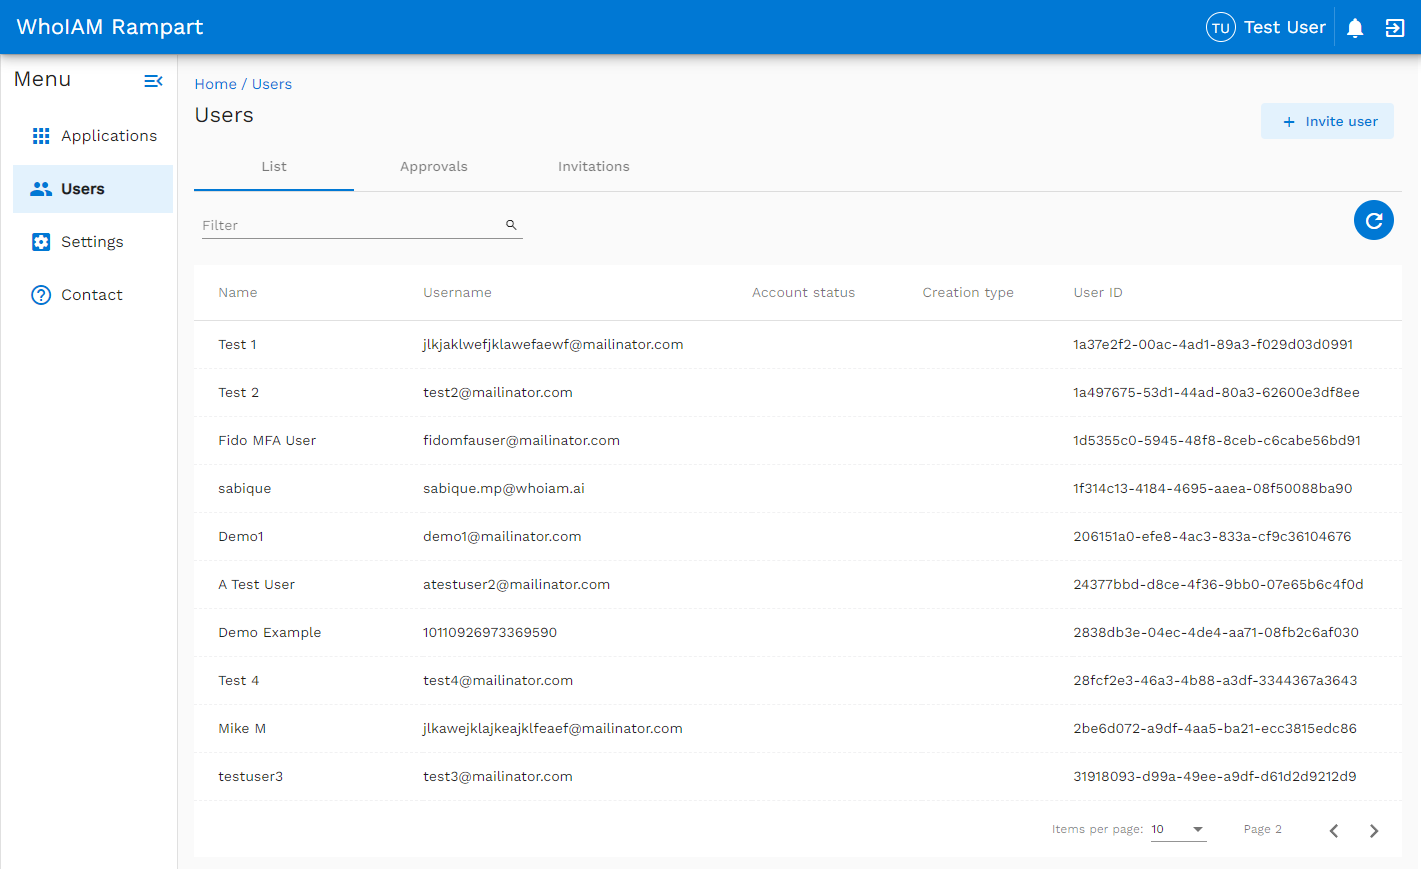 WhoIAM Rampart
TU Test User
Menu
Applications
Users
Settings
Contact
Home / Users
Users
+ Invite user
List Approvals Invitations
Filter
Name Username Account status Creation type User ID
Test 1 jlkjaklwefjklawefaewf@mailinator.com 1a37e2f2-00ac-4ad1-89a3-f029d03d0991
Test 2 test2@mailinator.com 1a497675-53d1-44ad-80a3-62600e3df8ee
Fido MFA User fidomfauser@mailinator.com 1d5355c0-5945-48f8-8ceb-c6cabe56bd91
sabique sabique.mp@whoiam.ai 1f314c13-4184-4695-aaea-08f50088ba90
Demo1 demo1@mailinator.com 206151a0-efe8-4ac3-833a-cf9c36104676
A Test User atestuser2@mailinator.com 24377bbd-d8ce-4f36-9bb0-07e65b6c4f0d
Demo Example 10110926973369590 2838db3e-04ec-4de4-aa71-08fb2c6af030
Test 4 test4@mailinator.com 28fcf2e3-46a3-4b88-a3df-3344367a3643
Mike M jlkawejklajkeajklfeaef@mailinator.com 2be6d072-a9df-4aa5-ba21-ecc3815edc86
testuser3 test3@mailinator.com 31918093-d99a-49ee-a9df-d61d2d9212d9
Items per page: 10 Page 2